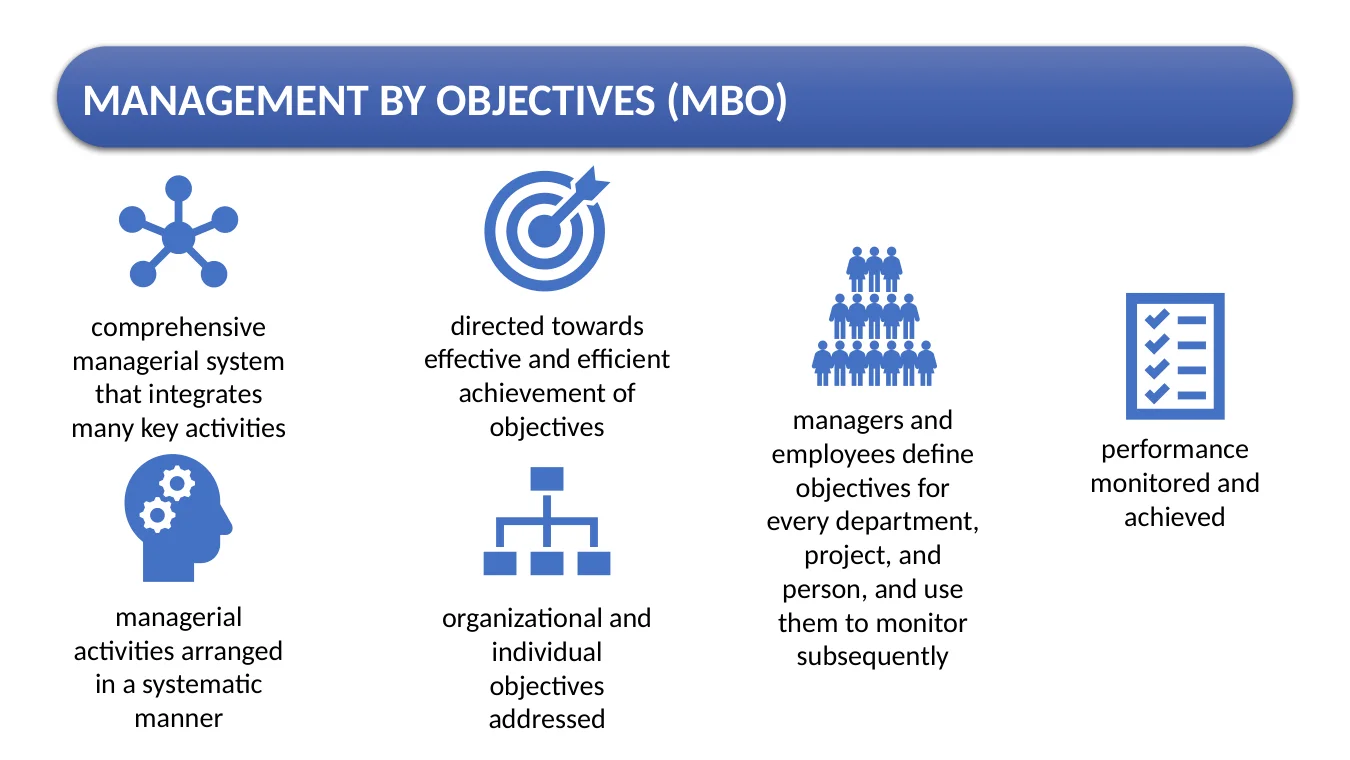 MANAGEMENT BY OBJECTIVES (MBO)
comprehensive
managerial system
that integrates
many key activities
directed towards
effective and efficient
achievement of
objectives
managerial
activities arranged
in a systematic
manner
organizational and
individual
objectives
addressed
managers and
employees define
objectives for
every department,
project, and
person, and use
them to monitor
subsequently
performance
monitored and
achieved